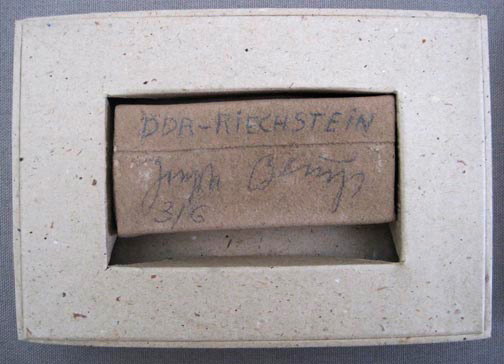 DDR-RIECHSTEIN
Joseph Beuys
3/6